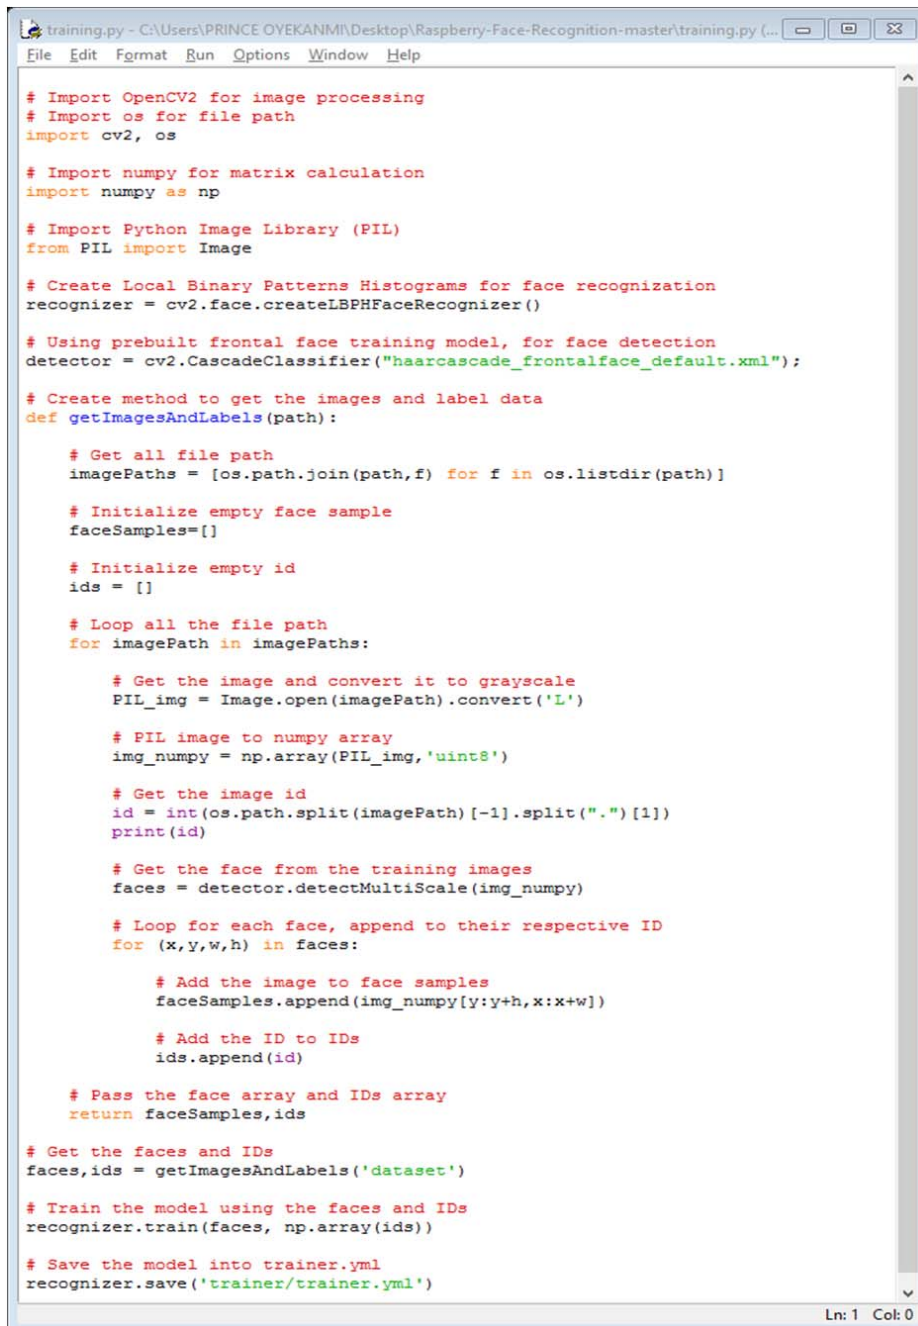 training.py - C:\Users\PRINCE OYEKANMI\Desktop\Raspberry-Face-Recognition-master\training.py (...
File Edit Format Run Options Window Help
# Import OpenCV2 for image processing
# Import os for file path
import cv2, os
# Import numpy for matrix calculation
import numpy as np
# Import Python Image Library (PIL)
from PIL import Image
# Create Local Binary Patterns Histograms for face recognization
recognizer = cv2.face.createLBPHFaceRecognizer()
# Using prebuilt frontal face training model, for face detection
detector = cv2.CascadeClassifier("haarcascade_frontalface_default.xml");
# Create method to get the images and label data
def getImagesAndLabels(path):
    # Get all file path
    imagePaths = [os.path.join(path,f) for f in os.listdir(path)]
    # Initialize empty face sample
    faceSamples=[]
    # Initialize empty id
    ids = []
    # Loop all the file path
    for imagePath in imagePaths:
        # Get the image and convert it to grayscale
        PIL_img = Image.open(imagePath).convert('L')
        # PIL image to numpy array
        img_numpy = np.array(PIL_img,'uint8')
        # Get the image id
        id = int(os.path.split(imagePath)[-1].split(".")[1])
        print(id)
        # Get the face from the training images
        faces = detector.detectMultiScale(img_numpy)
        # Loop for each face, append to their respective ID
        for (x,y,w,h) in faces:
            # Add the image to face samples
            faceSamples.append(img_numpy[y:y+h,x:x+w])
            # Add the ID to IDs
            ids.append(id)
    # Pass the face array and IDs array
    return faceSamples,ids
# Get the faces and IDs
faces,ids = getImagesAndLabels('dataset')
# Train the model using the faces and IDs
recognizer.train(faces, np.array(ids))
# Save the model into trainer.yml
recognizer.save('trainer/trainer.yml')
Ln: 1 Col: 0